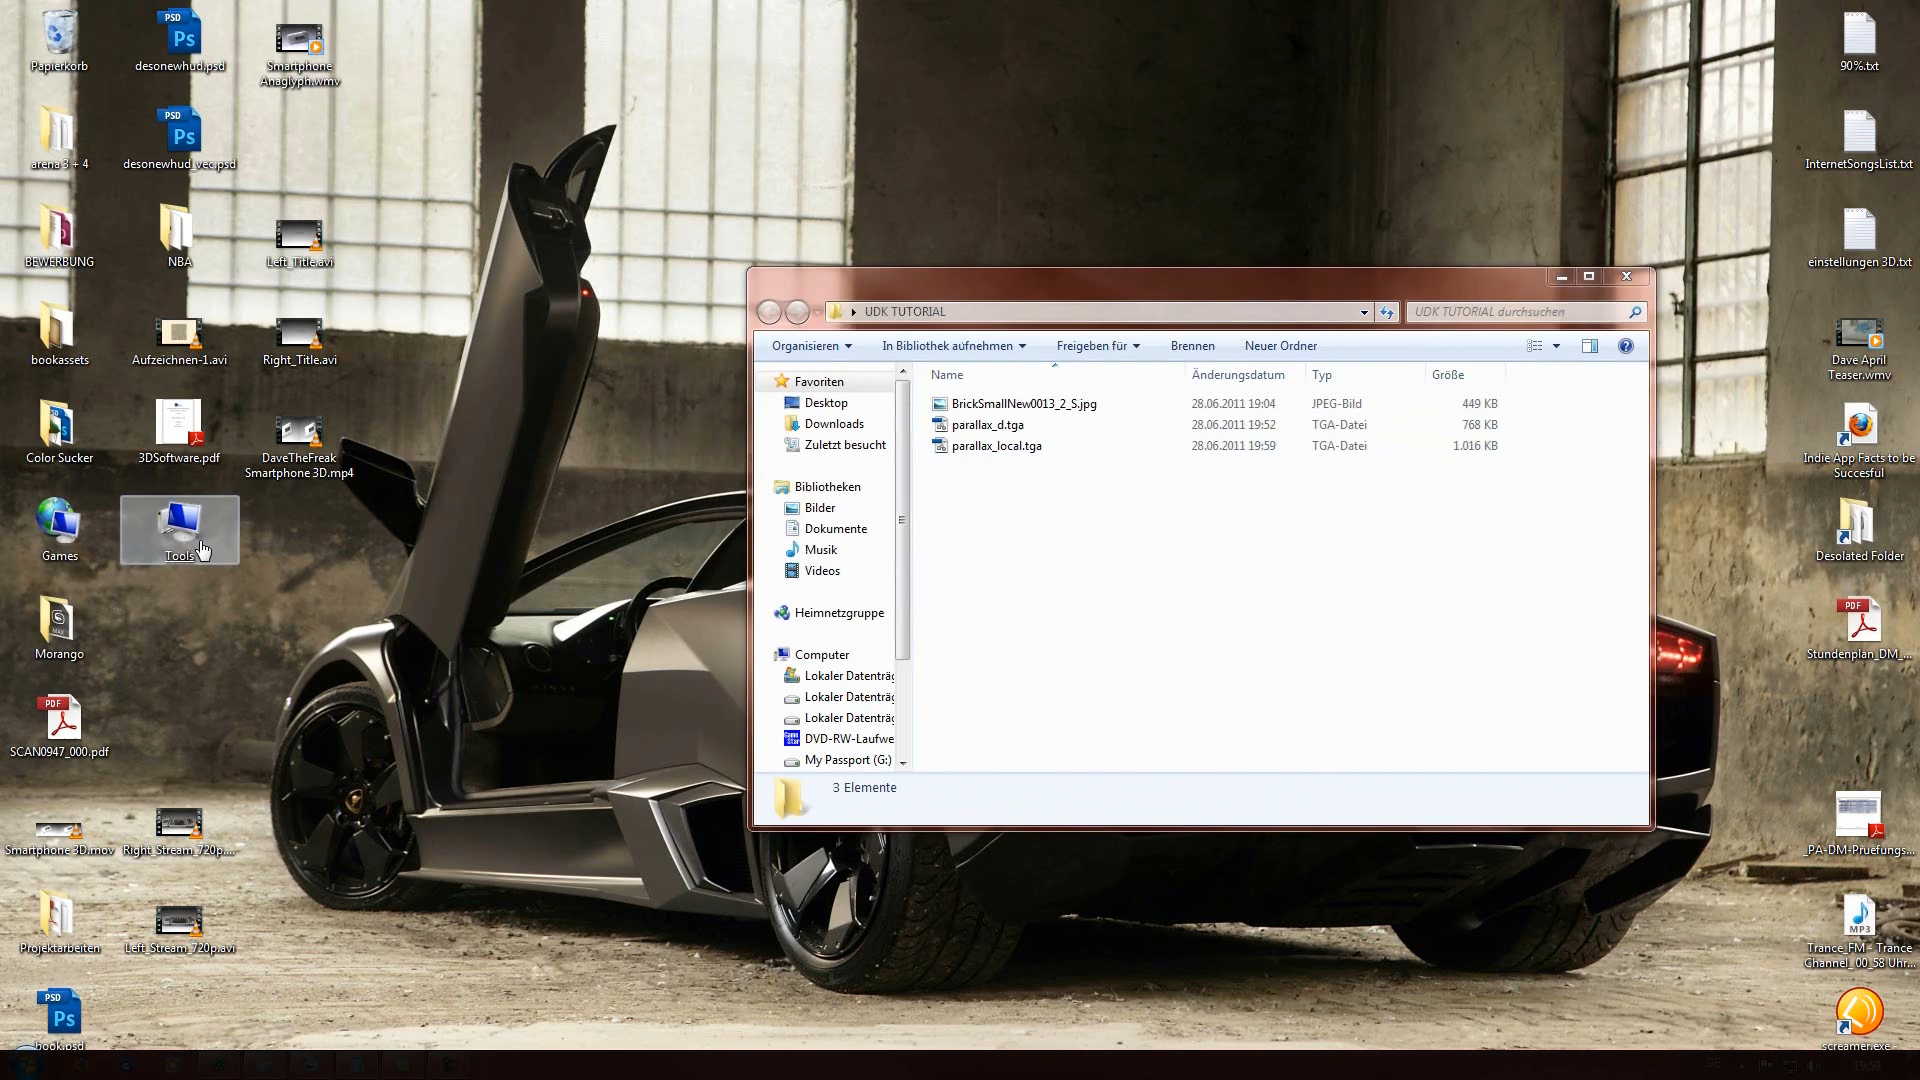 Papierkorb
desonewhud.psd
Smartphone
Anaglyph.wmv
90%.txt
arena 3 + 4
desonewhud_vec.psd
InternetSongsList.txt
BEWERBUNG
NBA
Left_Title.avi
einstellungen 3D.txt
bookassets
Aufzeichnen-1.avi
Right_Title.avi
Dave April
Teaser.wmv
Color Sucker
3DSoftware.pdf
DaveTheFreak
Smartphone 3D.mp4
Indie App Facts to be
Succesful
Games
Tools
Desolated Folder
Morango
Stundenplan_DM_...
SCAN0947_000.pdf
Smartphone 3D.mov
Right_Stream_720p....
_PA-DM-Pruefungs...
Projektarbeiten
Left_Stream_720p.avi
Trance_FM - Trance
Channel_00_58 Uhr...
book.psd
screamer.exe -
UDK TUTORIAL
UDK TUTORIAL durchsuchen
Organisieren
In Bibliothek aufnehmen
Freigeben für
Brennen
Neuer Ordner
Favoriten
Desktop
Downloads
Zuletzt besucht
Bibliotheken
Bilder
Dokumente
Musik
Videos
Heimnetzgruppe
Computer
Lokaler Datenträg
Lokaler Datenträg
Lokaler Datenträg
DVD-RW-Laufwe
My Passport (G:)
Name Änderungsdatum Typ Größe
BrickSmallNew0013_2_S.jpg 28.06.2011 19:04 JPEG-Bild 449 KB
parallax_d.tga 28.06.2011 19:52 TGA-Datei 768 KB
parallax_local.tga 28.06.2011 19:59 TGA-Datei 1.016 KB
3 Elemente
DE
19:59